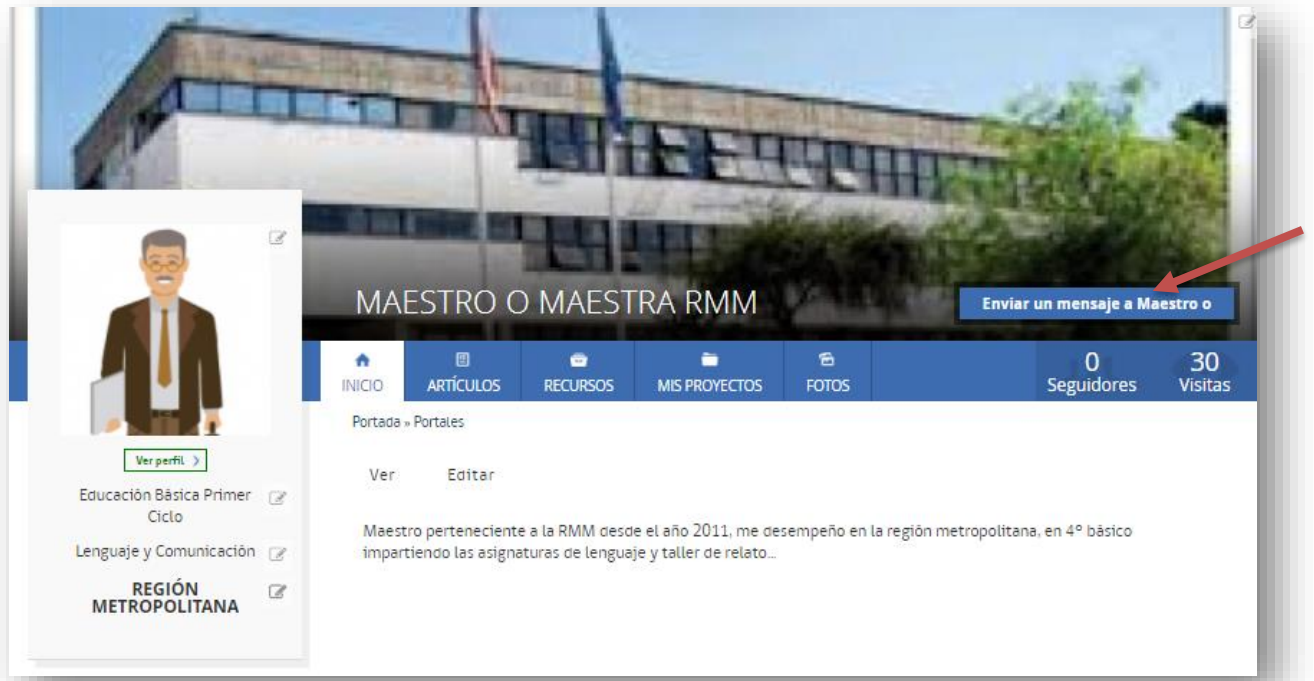 MAESTRO O MAESTRA RMM
Enviar un mensaje a Maestro o
INICIO
ARTÍCULOS
RECURSOS
MIS PROYECTOS
FOTOS
0
Seguidores
30
Visitas
Portada » Portales
Ver perfil >
Ver
Editar
Educación Básica Primer
Ciclo
Lenguaje y Comunicación
REGIÓN
METROPOLITANA
Maestro perteneciente a la RMM desde el año 2011, me desempeño en la región metropolitana, en 4º básico
impartiendo las asignaturas de lenguaje y taller de relato...